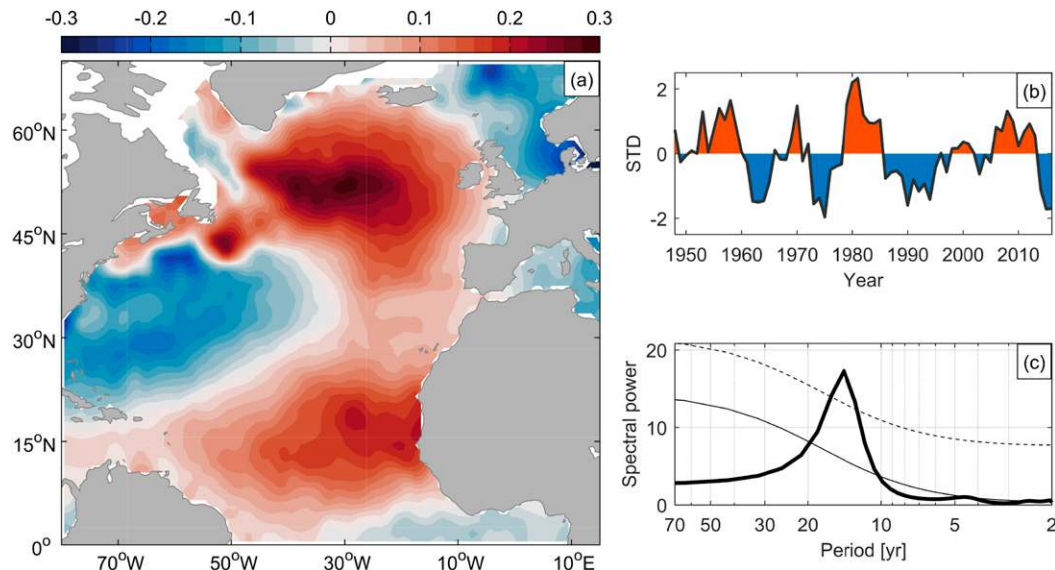 -0.3 -0.2 -0.1 0 0.1 0.2 0.3
(a)
60°N
45°N
30°N
15°N
0°
70°W 50°W 30°W 10°W 10°E
(b)
2
0
-2
STD
1950 1960 1970 1980 1990 2000 2010
Year
(c)
20
10
0
Spectral power
70 50 30 20 10 5 2
Period [yr]